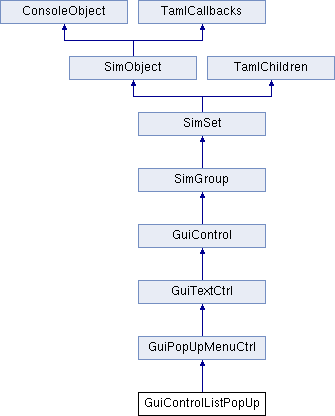 ConsoleObject
TamlCallbacks
SimObject
TamlChildren
SimSet
SimGroup
GuiControl
GuiTextCtrl
GuiPopUpMenuCtrl
GuiControlListPopUp